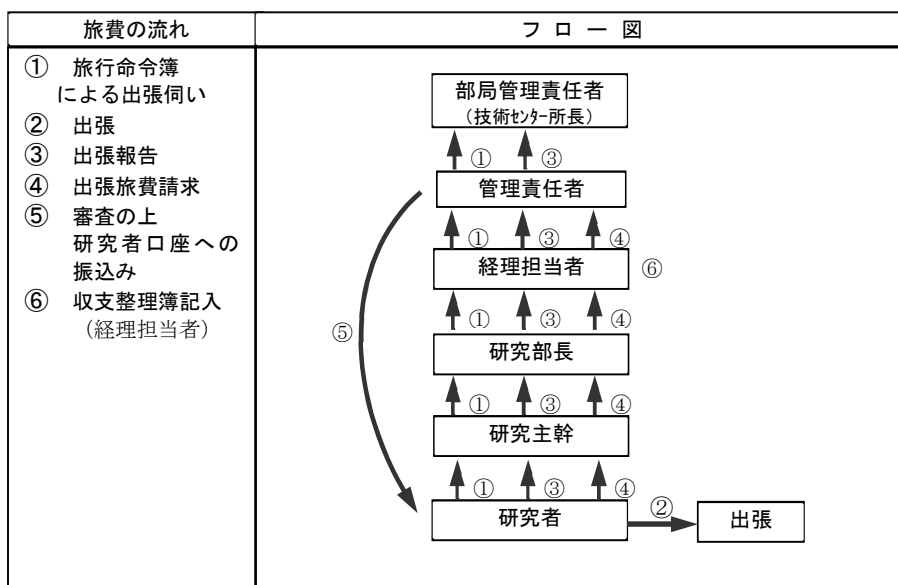 旅費の流れ
フロー図
① 旅行命令簿
による出張伺い
② 出張
③ 出張報告
④ 出張旅費請求
⑤ 審査の上
研究者口座への
振込み
⑥ 収支整理簿記入
(経理担当者)
部局管理責任者
(技術ｾﾝﾀｰ所長)
① ③
管理責任者
① ③ ④
経理担当者 ⑥
① ③ ④
⑤
研究部長
① ③ ④
研究主幹
① ③ ④
研究者 ② 出張